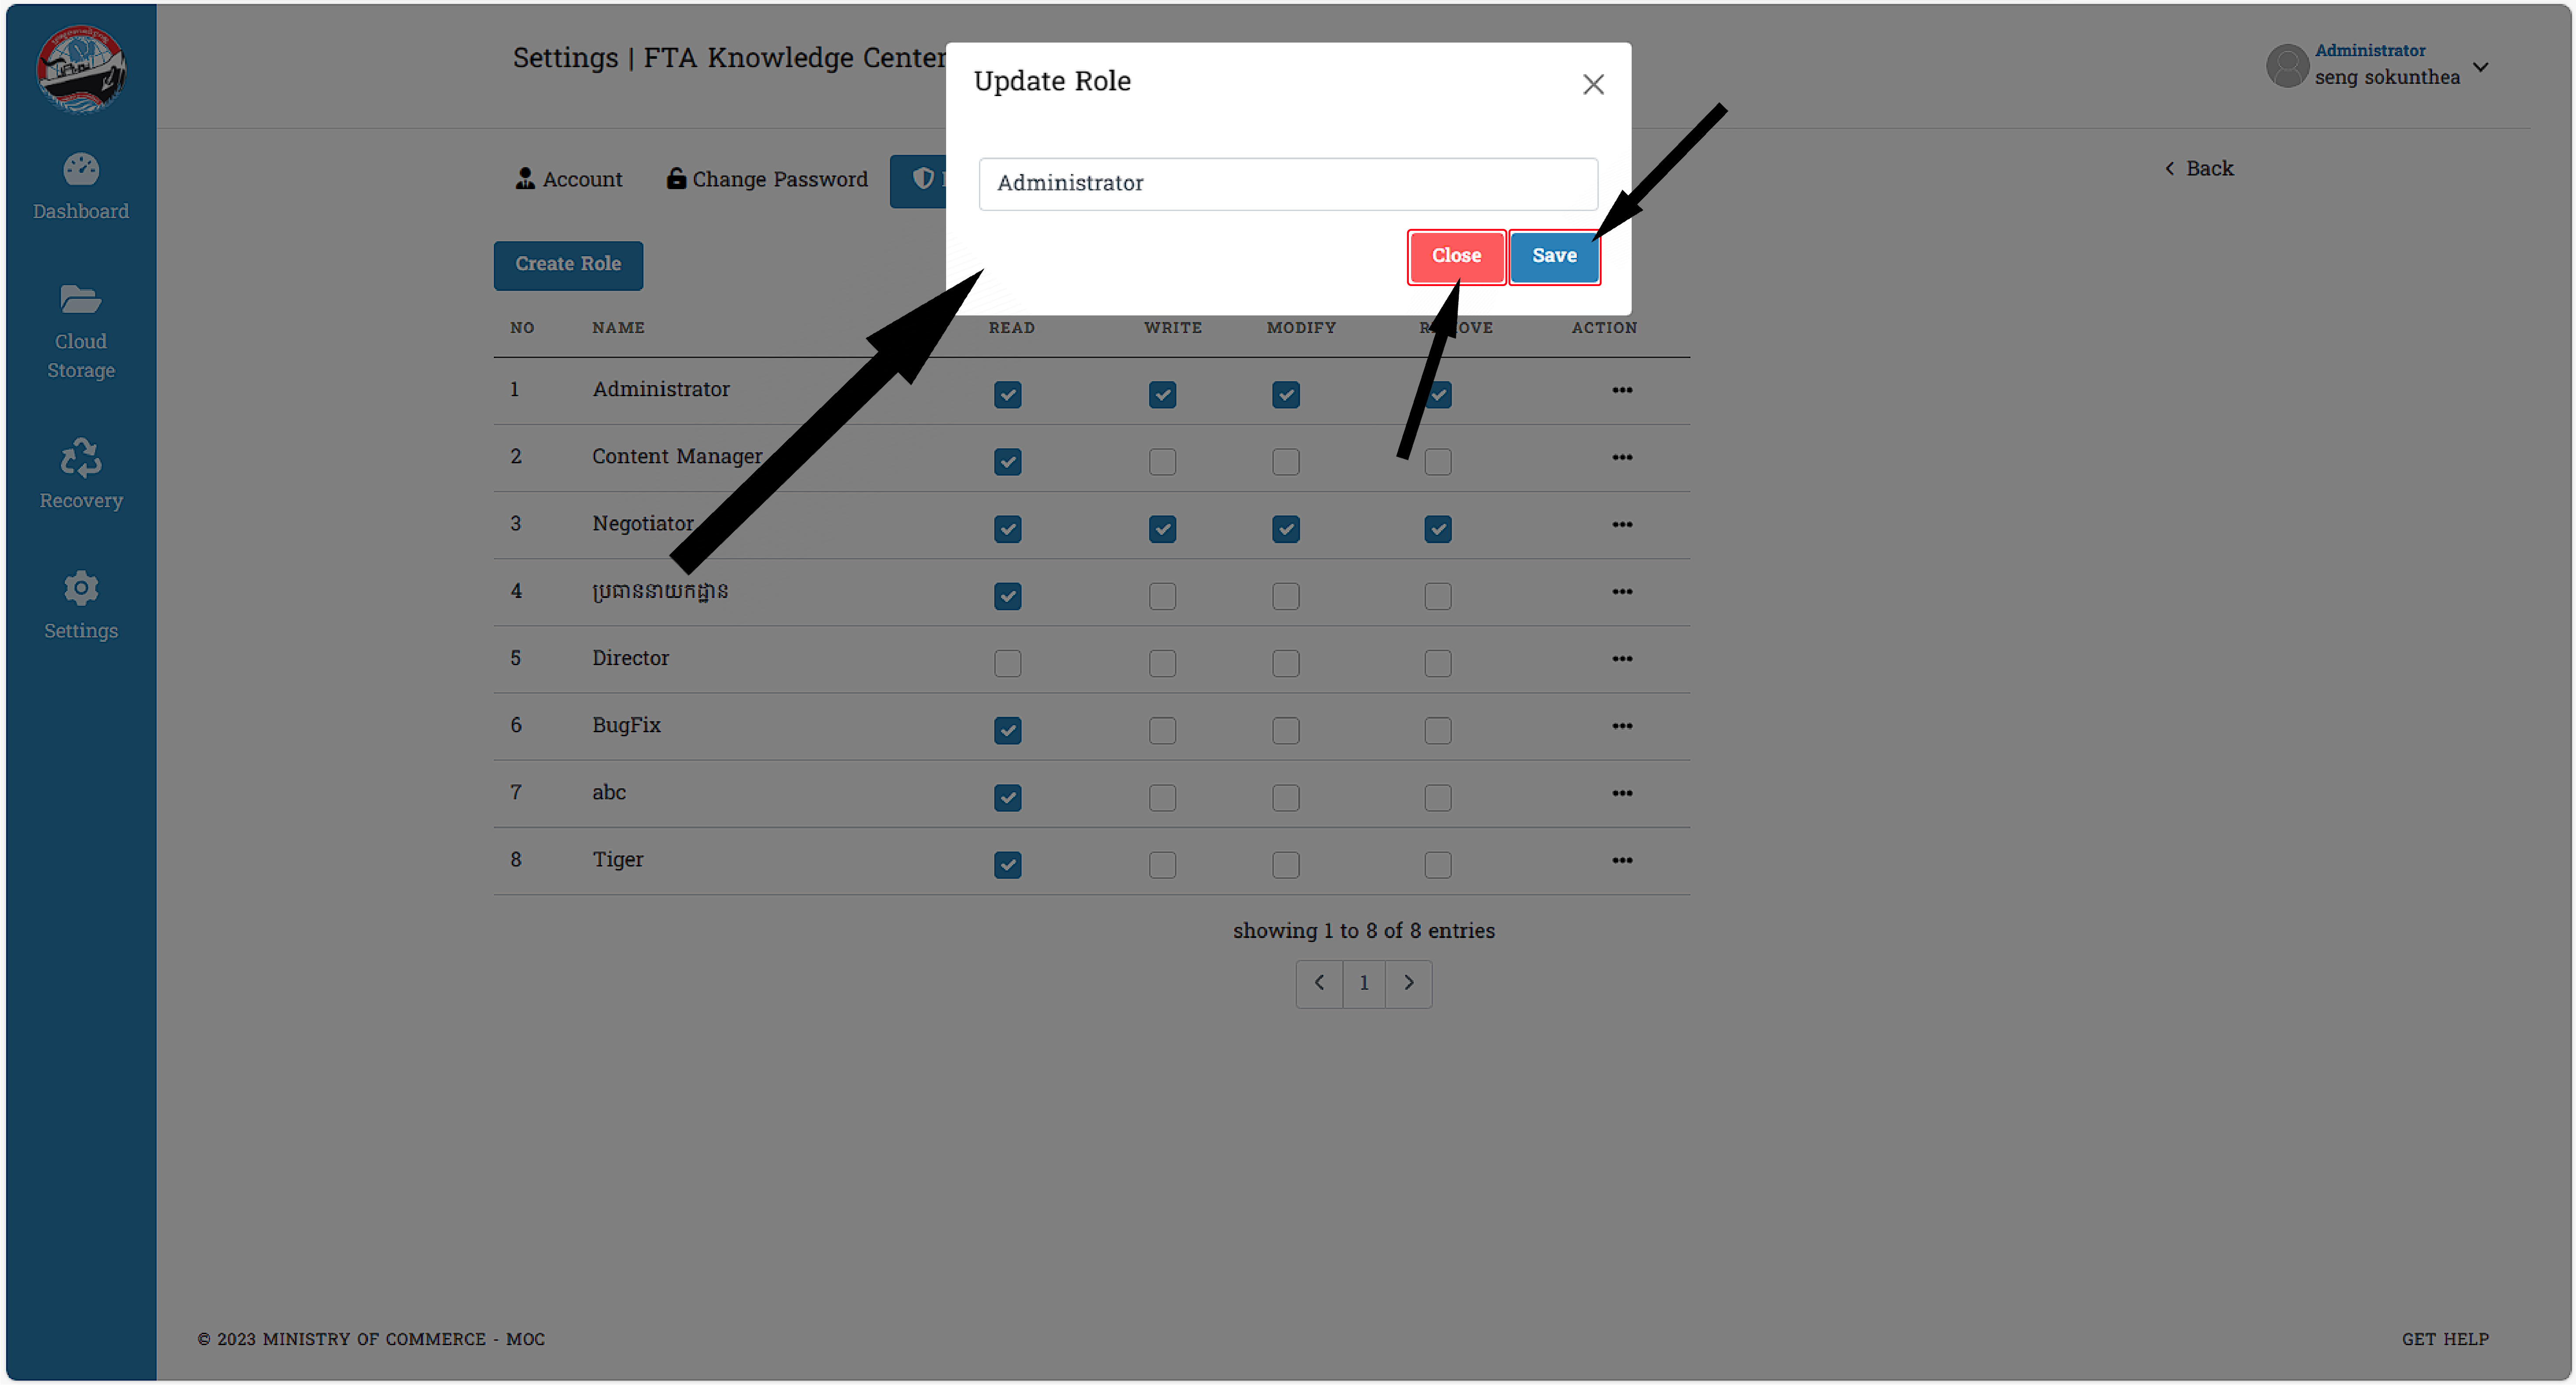 Settings | FTA Knowledge Center
Update Role
Administrator
seng sokunthea
Dashboard
Cloud
Storage
Recovery
Settings
Account
Change Password
Back
Administrator
Close
Save
Create Role
NO NAME READ WRITE MODIFY ACTION
1 Administrator
2 Content Manager
3 Negotiator
4 ប្រធាននាយកដ្ឋាន
5 Director
6 BugFix
7 abc
8 Tiger
showing 1 to 8 of 8 entries
1
© 2023 MINISTRY OF COMMERCE - MOC
GET HELP